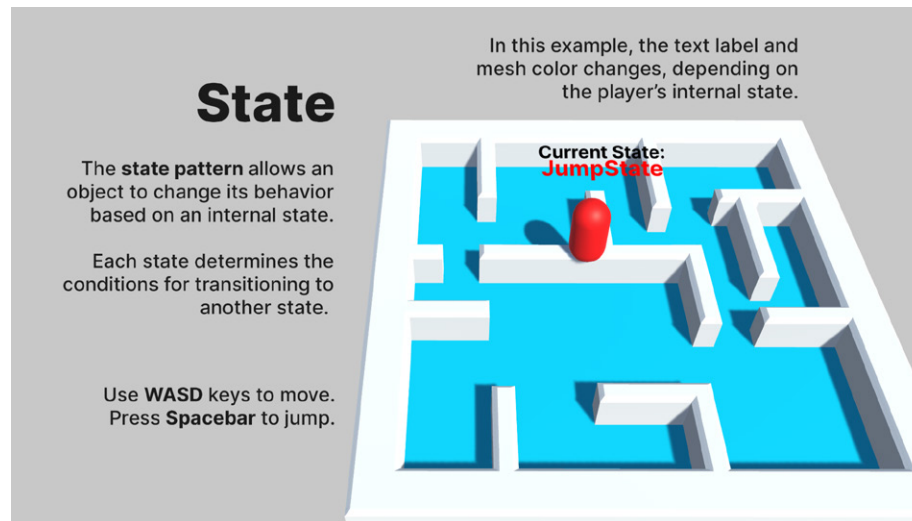 In this example, the text label and
mesh color changes, depending on
the player's internal state.
State
The state pattern allows an
object to change its behavior
based on an internal state.
Each state determines the
conditions for transitioning to
another state.
Use WASD keys to move.
Press Spacebar to jump.
Current State:
JumpState